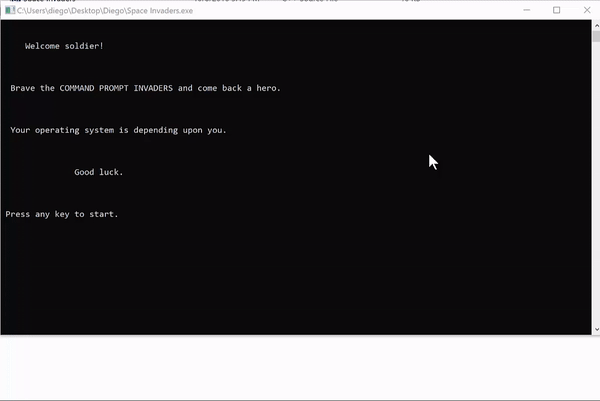 C:\Users\diego\Desktop\Diego\Space Invaders.exe
Welcome soldier!
Brave the COMMAND PROMPT INVADERS and come back a hero.
Your operating system is depending upon you.
Good luck.
Press any key to start.